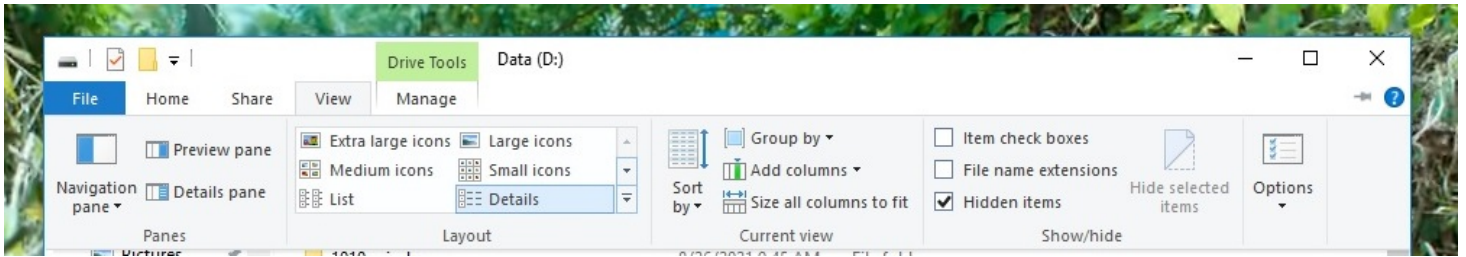 Drive Tools
Data (D:)
File
Home
Share
View
Manage
?
Navigation
pane
Preview pane
Details pane
Panes
Extra large icons
Large icons
Medium icons
Small icons
List
Details
Layout
Sort
by
Group by
Add columns
Size all columns to fit
Current view
Item check boxes
File name extensions
Hidden items
Hide selected
items
Show/hide
Options
Pictures